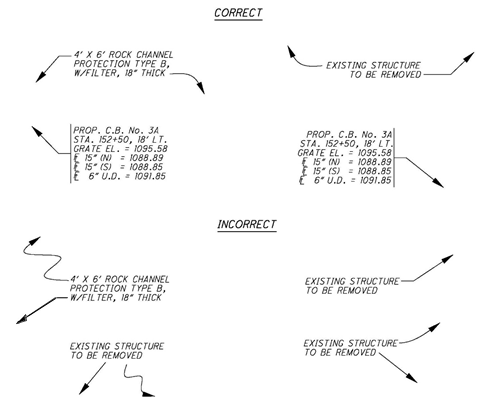 CORRECT
4' X 6' ROCK CHANNEL
PROTECTION TYPE B,
W/FILTER, 18" THICK
EXISTING STRUCTURE
TO BE REMOVED
PROP. C.B. No. 3A
STA. 152+50, 18' LT.
GRATE EL. = 1095.58
15" (N) = 1088.89
15" (S) = 1088.85
6" U.D. = 1091.85
PROP. C.B. No. 3A
STA. 152+50, 18' LT.
GRATE EL. = 1095.58
15" (N) = 1088.89
15" (S) = 1088.85
6" U.D. = 1091.85
INCORRECT
4' X 6' ROCK CHANNEL
PROTECTION TYPE B,
W/FILTER, 18" THICK
EXISTING STRUCTURE
TO BE REMOVED
EXISTING STRUCTURE
TO BE REMOVED
EXISTING STRUCTURE
TO BE REMOVED